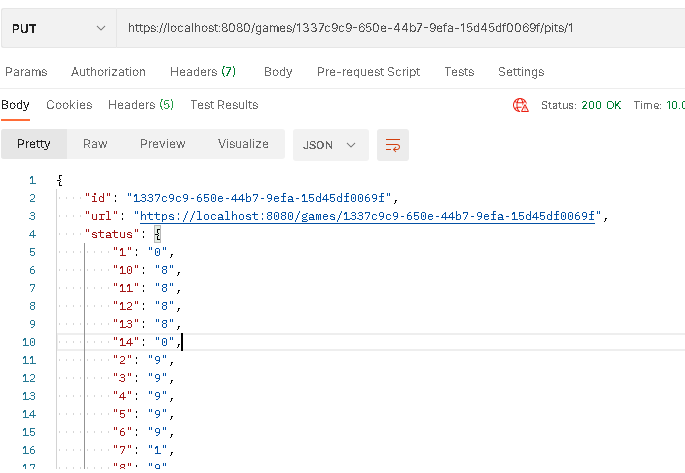 PUT https://localhost:8080/games/1337c9c9-650e-44b7-9efa-15d45df0069f/pits/1
Params Authorization Headers (7) Body Pre-request Script Tests Settings
Body Cookies Headers (5) Test Results Status: 200 OK Time: 10.0
Pretty Raw Preview Visualize JSON
1 {
2 "id": "1337c9c9-650e-44b7-9efa-15d45df0069f",
3 "url": "https://localhost:8080/games/1337c9c9-650e-44b7-9efa-15d45df0069f",
4 "status": {
5 "1": "0",
6 "10": "8",
7 "11": "8",
8 "12": "8",
9 "13": "8",
10 "14": "0",
11 "2": "9",
12 "3": "9",
13 "4": "9",
14 "5": "9",
15 "6": "9",
16 "7": "1",
17 "8": "9"